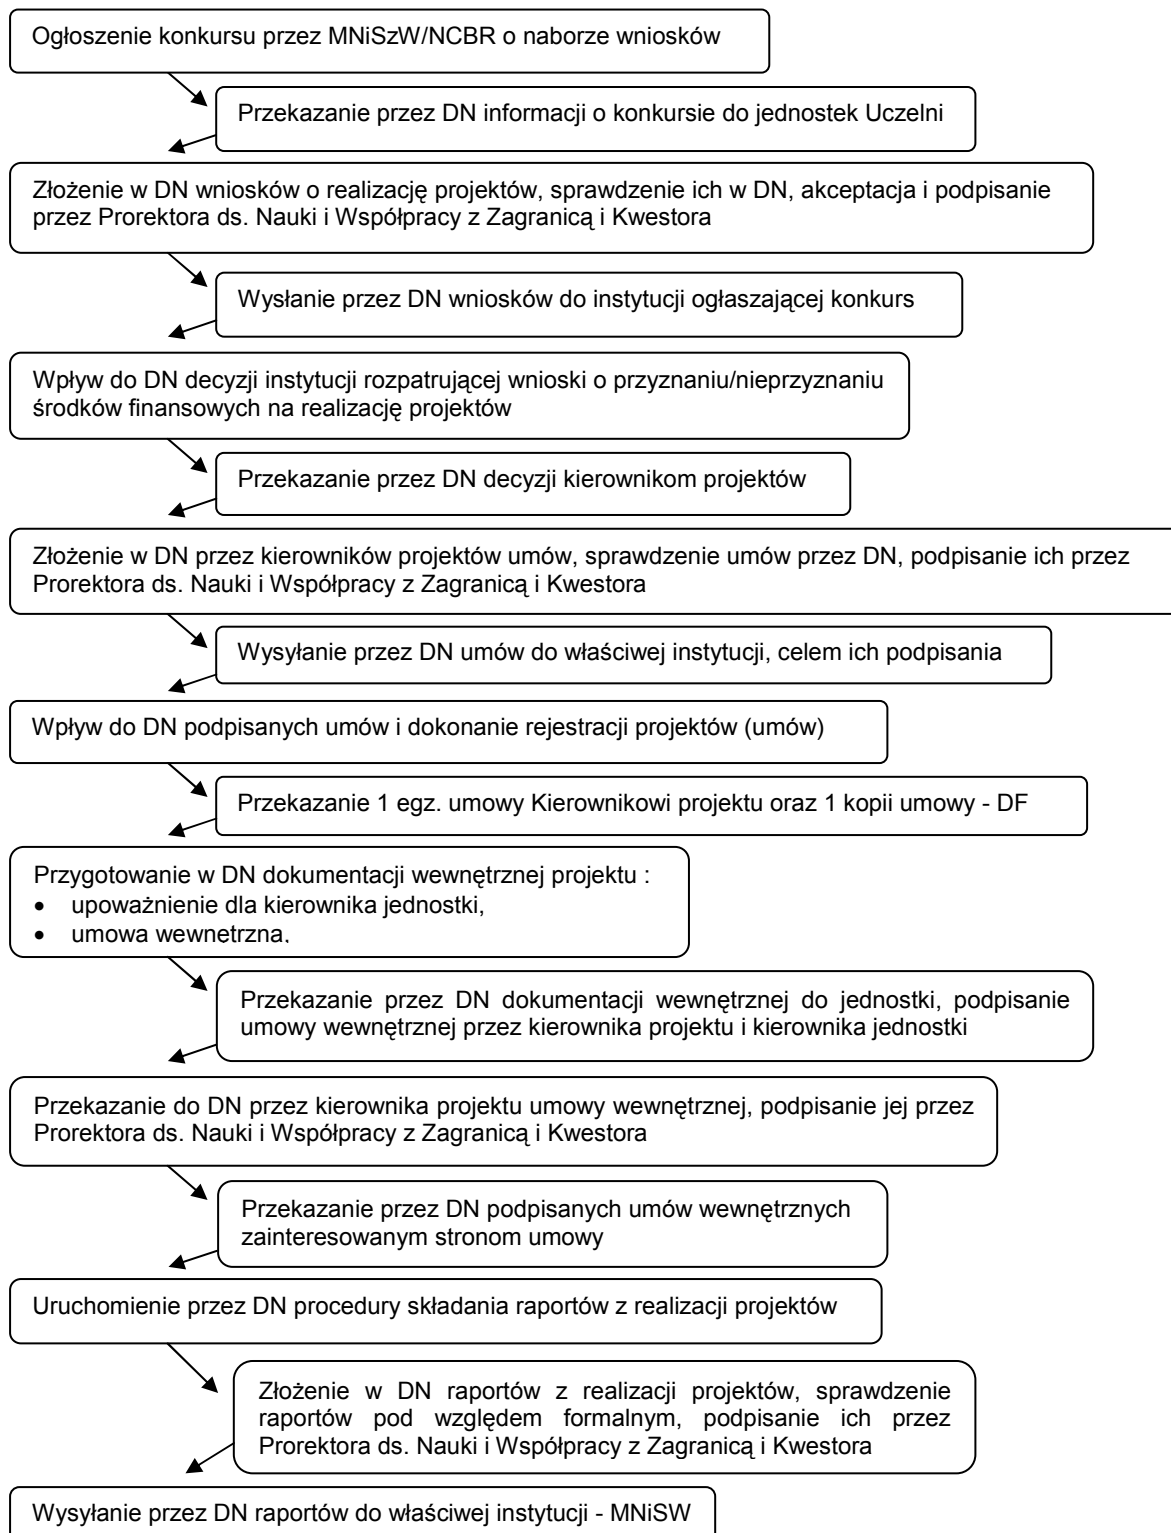 Ogłoszenie konkursu przez MNiSzW/NCBR o naborze wniosków
Przekazanie przez DN informacji o konkursie do jednostek Uczelni
Złożenie w DN wniosków o realizację projektów, sprawdzenie ich w DN, akceptacja i podpisanie
przez Prorektora ds. Nauki i Współpracy z Zagranicą i Kwestora
Wysłanie przez DN wniosków do instytucji ogłaszającej konkurs
Wpływ do DN decyzji instytucji rozpatrującej wnioski o przyznaniu/nieprzyznaniu
środków finansowych na realizację projektów
Przekazanie przez DN decyzji kierownikom projektów
Złożenie w DN przez kierowników projektów umów, sprawdzenie umów przez DN, podpisanie ich przez
Prorektora ds. Nauki i Współpracy z Zagranicą i Kwestora
Wysyłanie przez DN umów do właściwej instytucji, celem ich podpisania
Wpływ do DN podpisanych umów i dokonanie rejestracji projektów (umów)
Przekazanie 1 egz. umowy Kierownikowi projektu oraz 1 kopii umowy - DF
Przygotowanie w DN dokumentacji wewnętrznej projektu :
• upoważnienie dla kierownika jednostki,
• umowa wewnętrzna.
Przekazanie przez DN dokumentacji wewnętrznej do jednostki, podpisanie
umowy wewnętrznej przez kierownika projektu i kierownika jednostki
Przekazanie do DN przez kierownika projektu umowy wewnętrznej, podpisanie jej przez
Prorektora ds. Nauki i Współpracy z Zagranicą i Kwestora
Przekazanie przez DN podpisanych umów wewnętrznych
zainteresowanym stronom umowy
Uruchomienie przez DN procedury składania raportów z realizacji projektów
Złożenie w DN raportów z realizacji projektów, sprawdzenie
raportów pod względem formalnym, podpisanie ich przez
Prorektora ds. Nauki i Współpracy z Zagranicą i Kwestora
Wysyłanie przez DN raportów do właściwej instytucji - MNiSW